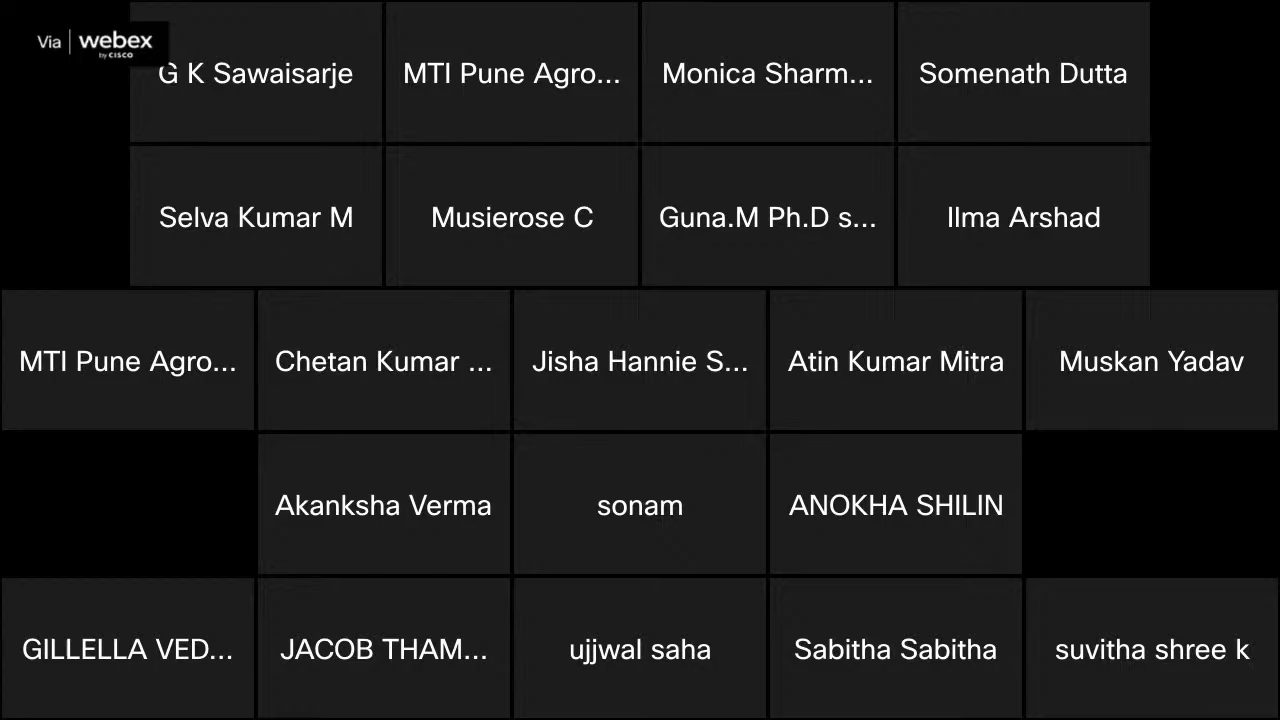 Via | webex
by CISCO
G K Sawaisarje
MTI Pune Agro...
Monica Sharm...
Somenath Dutta
Selva Kumar M
Musierose C
Guna.M Ph.D s...
Ilma Arshad
MTI Pune Agro...
Chetan Kumar ...
Jisha Hannie S...
Atin Kumar Mitra
Muskan Yadav
Akanksha Verma
sonam
ANOKHA SHILIN
GILLELLA VED...
JACOB THAM...
ujjwal saha
Sabitha Sabitha
suvitha shree k